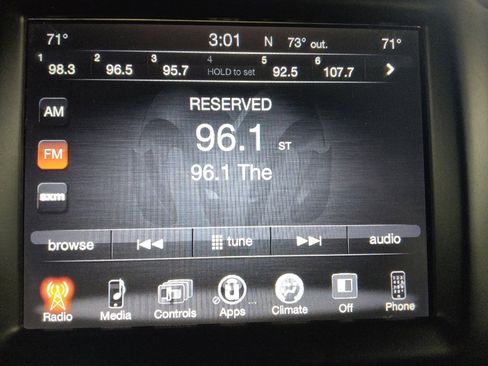 71° 3:01 N 73° out. 71°
1 98.3 2 96.5 3 95.7 4 HOLD to set 5 92.5 6 107.7
AM
RESERVED
96.1 ST
FM
96.1 The
sxm
browse tune audio
Radio Media Controls Apps ... Climate Off Phone